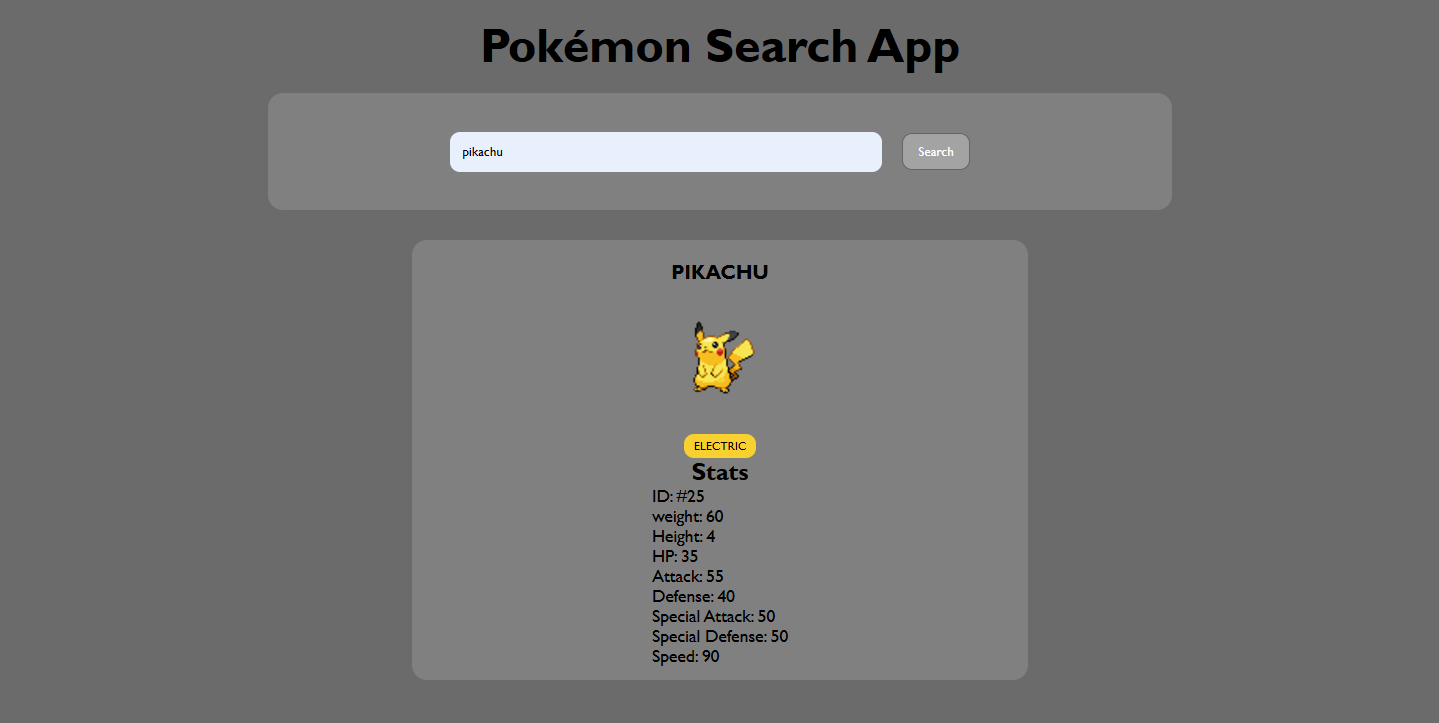 Pokémon Search App
pikachu
Search
PIKACHU
ELECTRIC
Stats
ID: #25
weight: 60
Height: 4
HP: 35
Attack: 55
Defense: 40
Special Attack: 50
Special Defense: 50
Speed: 90